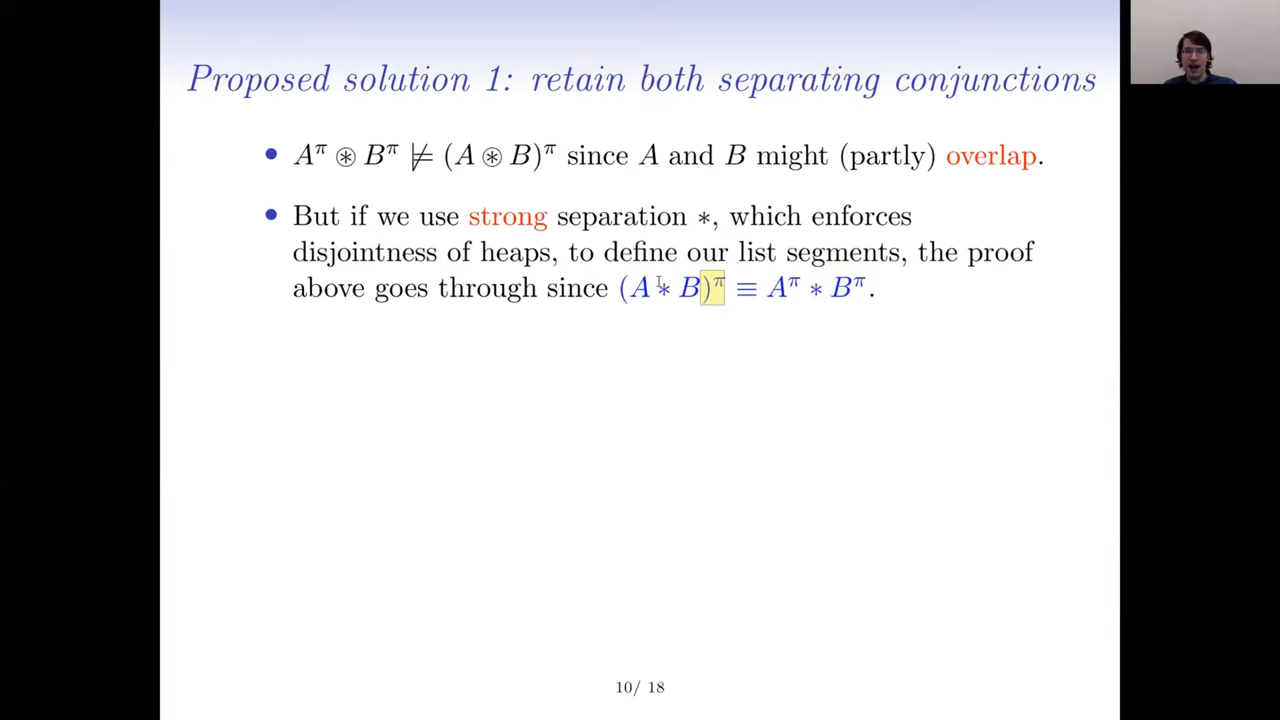 Proposed solution 1: retain both separating conjunctions
• A^π ⊛ B^π ⊭ (A ⊛ B)^π since A and B might (partly) overlap.
• But if we use strong separation ∗, which enforces
disjointness of heaps, to define our list segments, the proof
above goes through since (A ∗ B)^π ≡ A^π ∗ B^π.
10/ 18